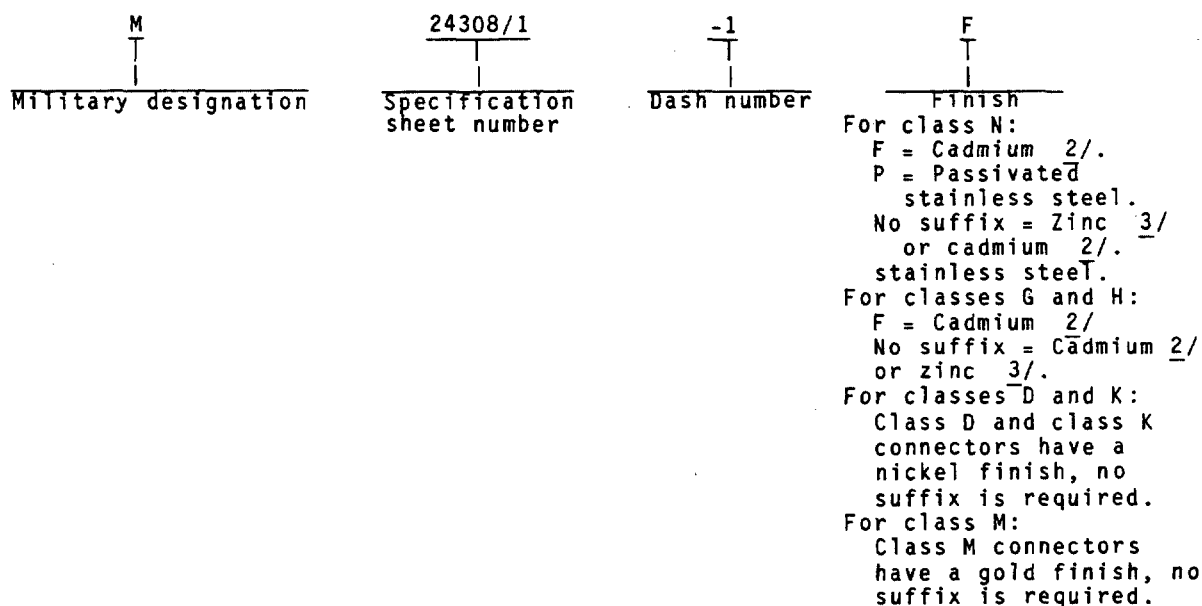 M 24308/1 -1 F
Military designation Specification sheet number Dash number Finish
For class N:
F = Cadmium 2/.
P = Passivated
stainless steel.
No suffix = Zinc 3/
or cadmium 2/.
stainless steel.
For classes G and H:
F = Cadmium 2/
No suffix = Cadmium 2/
or zinc 3/.
For classes D and K:
Class D and class K
connectors have a
nickel finish, no
suffix is required.
For class M:
Class M connectors
have a gold finish, no
suffix is required.